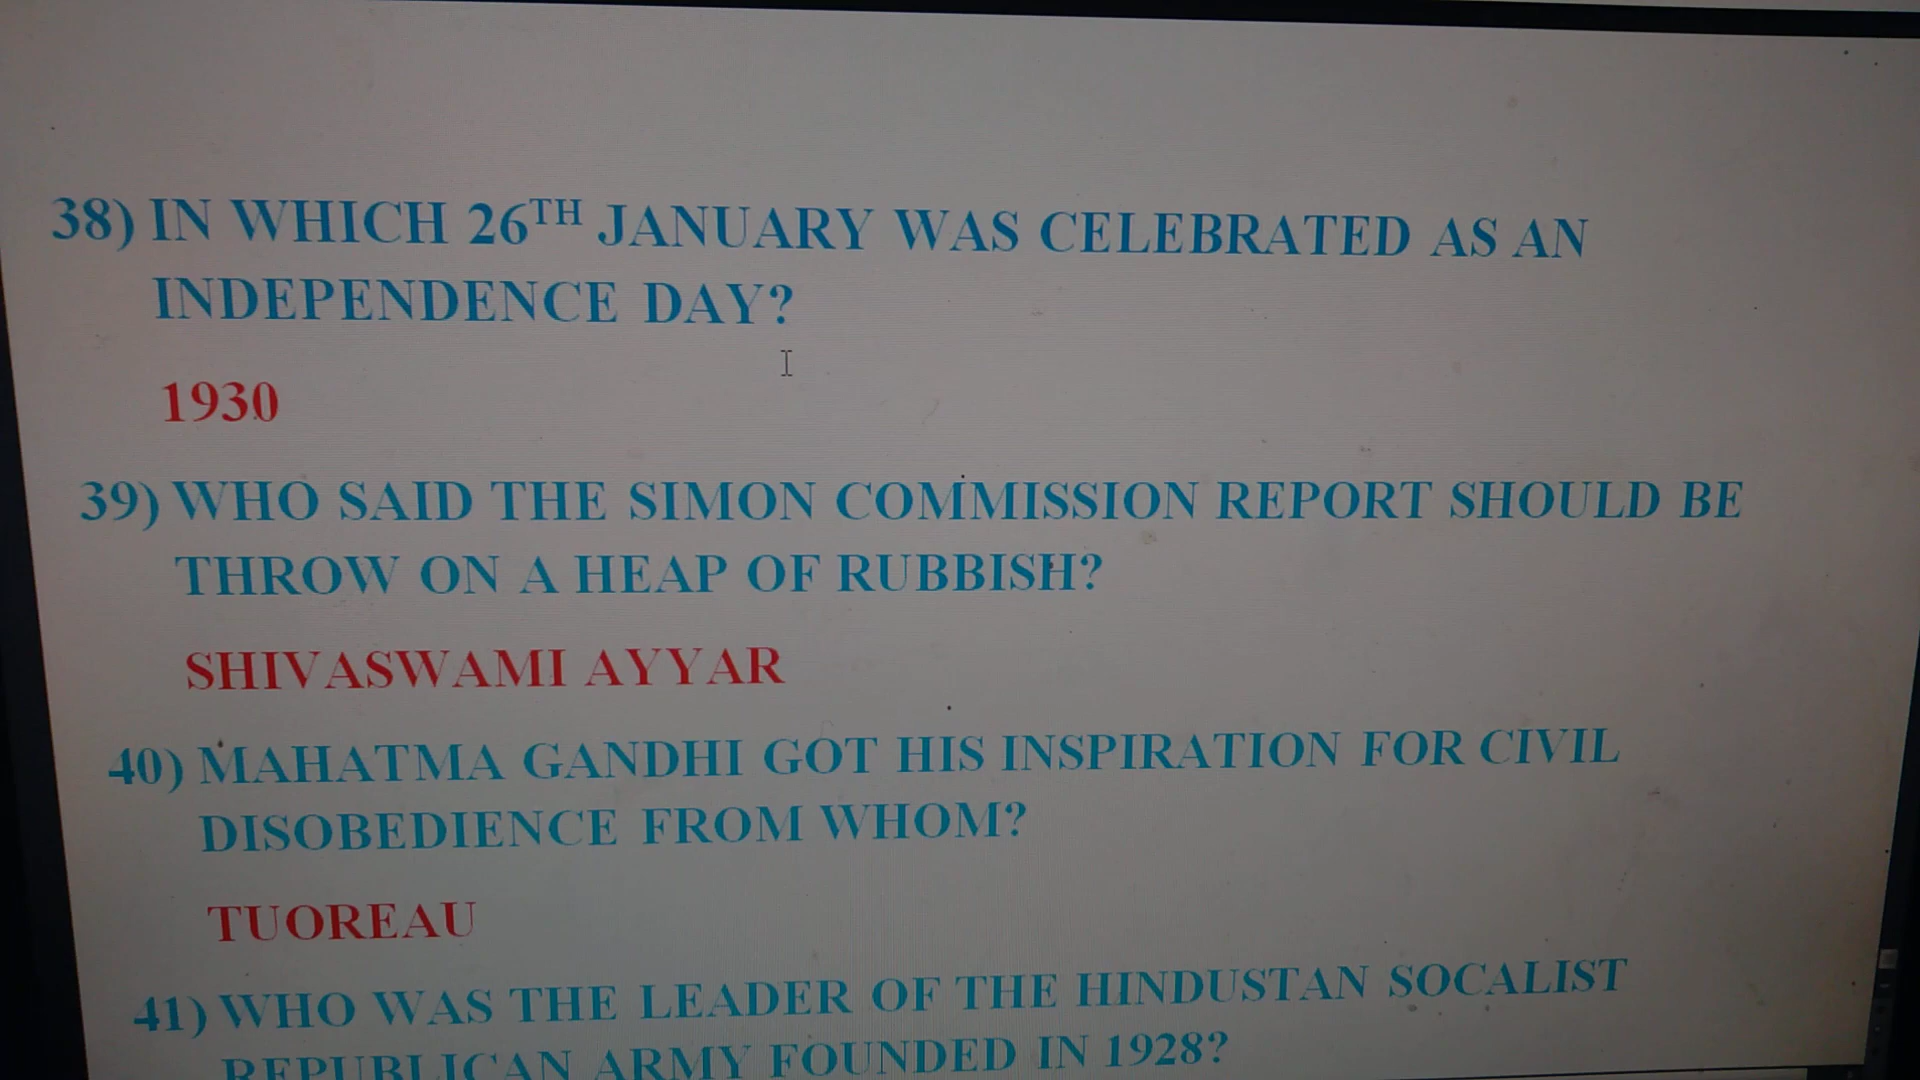 38) IN WHICH 26TH JANUARY WAS CELEBRATED AS AN
INDEPENDENCE DAY?
1930
39) WHO SAID THE SIMON COMMISSION REPORT SHOULD BE
THROW ON A HEAP OF RUBBISH?
SHIVASWAMI AYYAR
40) MAHATMA GANDHI GOT HIS INSPIRATION FOR CIVIL
DISOBEDIENCE FROM WHOM?
TUOREAU
41) WHO WAS THE LEADER OF THE HINDUSTAN SOCALIST
REPUBLICAN ARMY FOUNDED IN 1928?